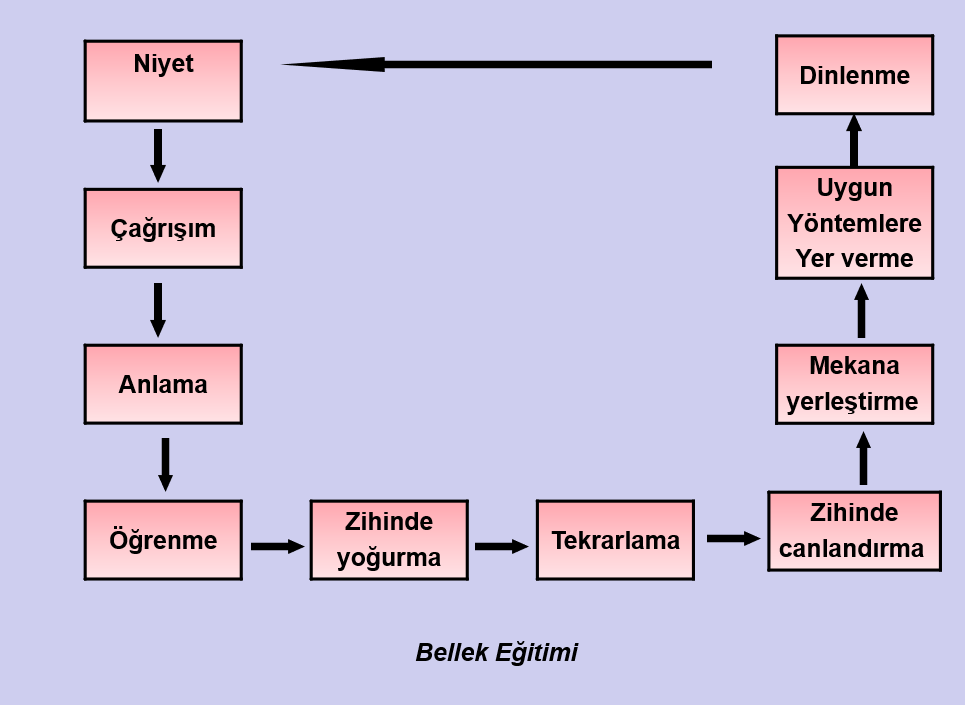 Niyet
Çağrışım
Anlama
Öğrenme
Zihinde
yoğurma
Tekrarlama
Zihinde
canlandırma
Mekana
yerleştirme
Uygun
Yöntemlere
Yer verme
Dinlenme
Bellek Eğitimi